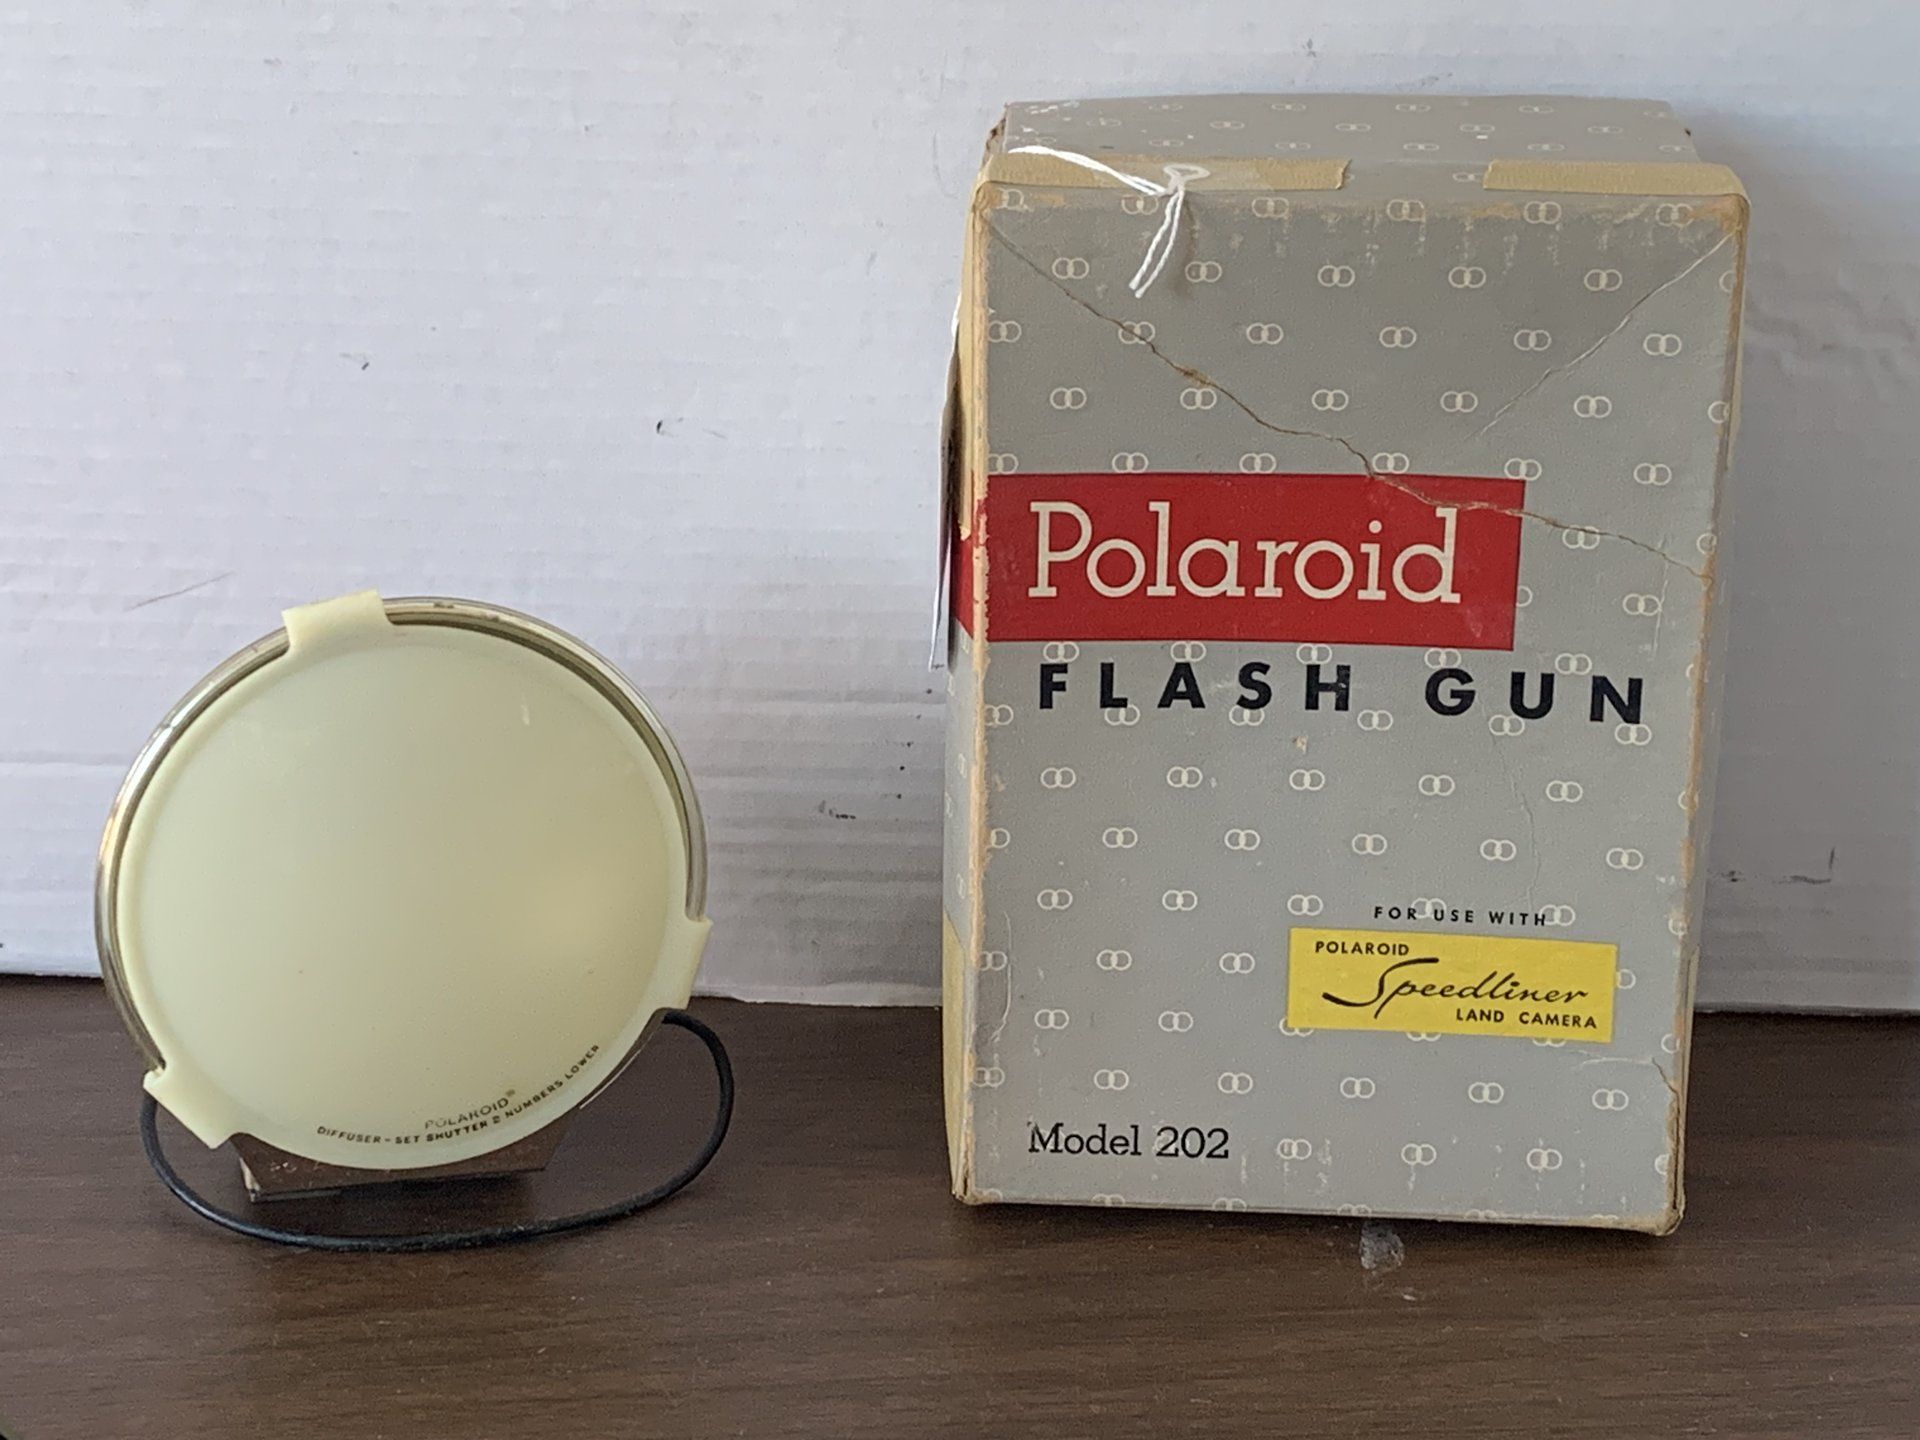 Polaroid
FLASH GUN
FOR USE WITH
POLAROID
Speedliner
LAND CAMERA
Model 202
POLAROID®
DIFFUSER - SET SHUTTER 2 NUMBERS LOWER